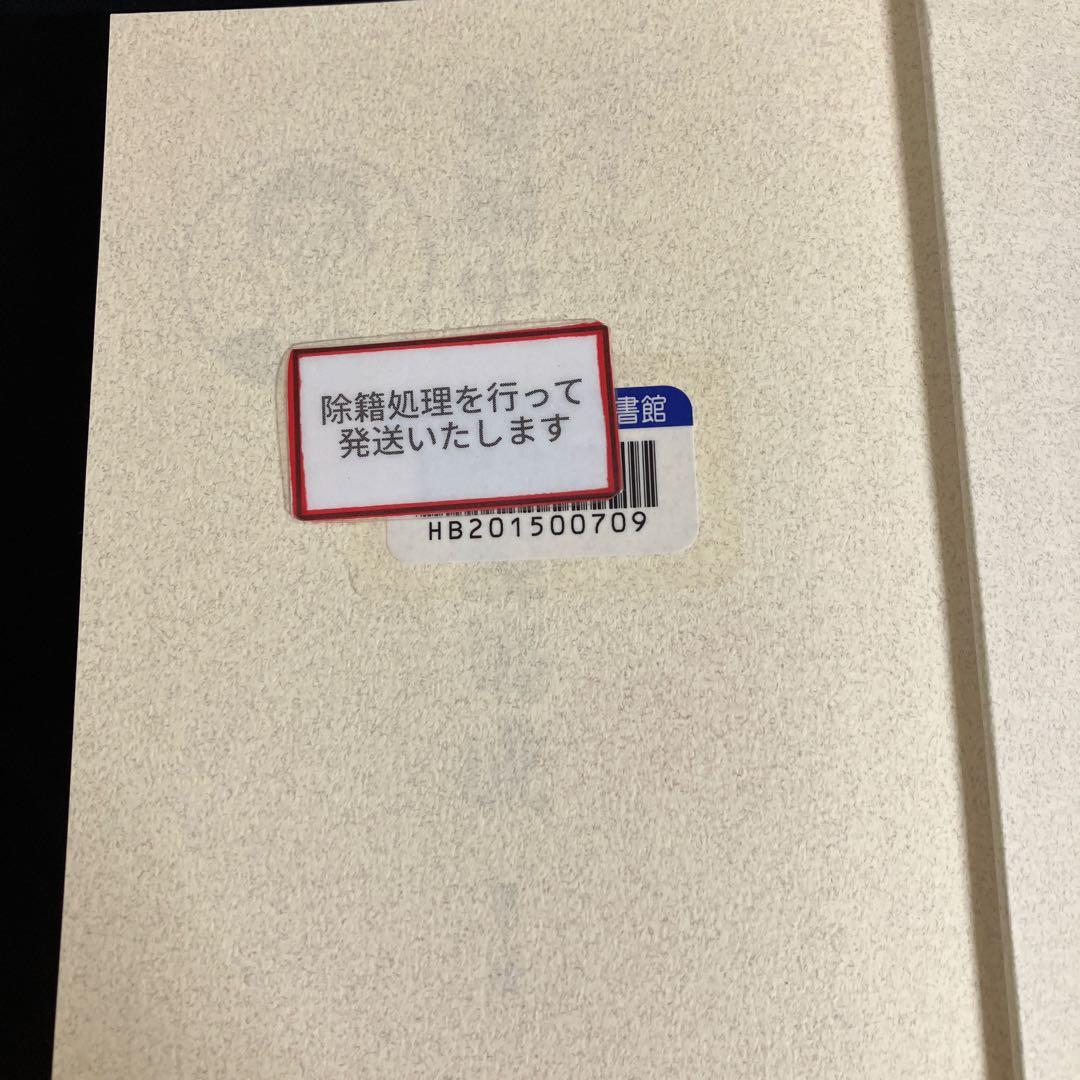 除籍処理を行って
発送いたします
書館
HB201500709